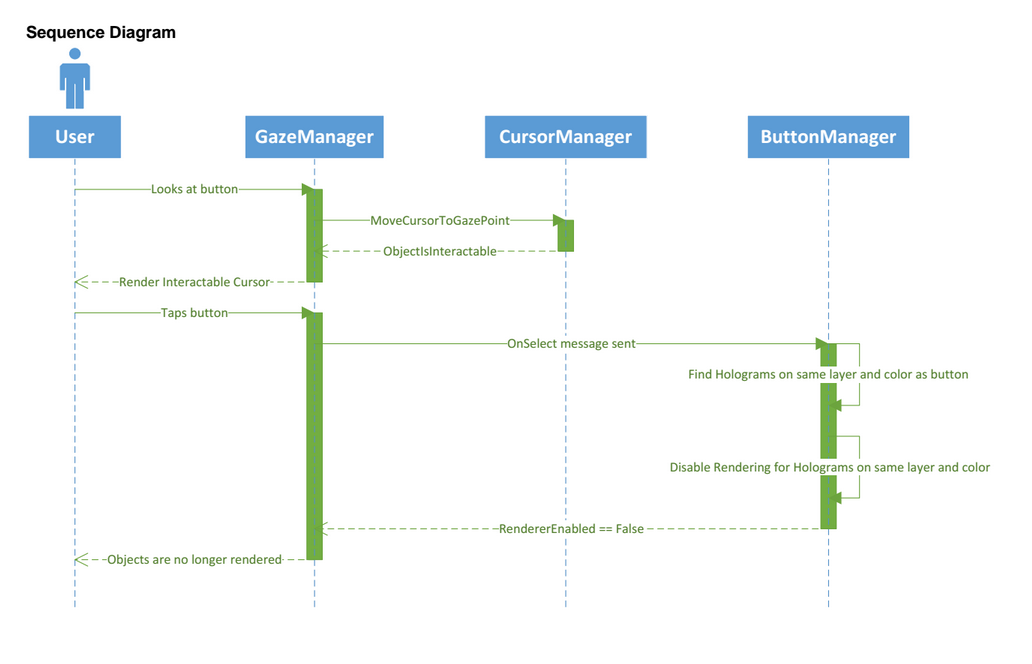 Sequence Diagram
User
GazeManager
CursorManager
ButtonManager
Looks at button
MoveCursorToGazePoint
ObjectIsInteractable
Render Interactable Cursor
Taps button
OnSelect message sent
Find Holograms on same layer and color as button
Disable Rendering for Holograms on same layer and color
RendererEnabled == False
Objects are no longer rendered